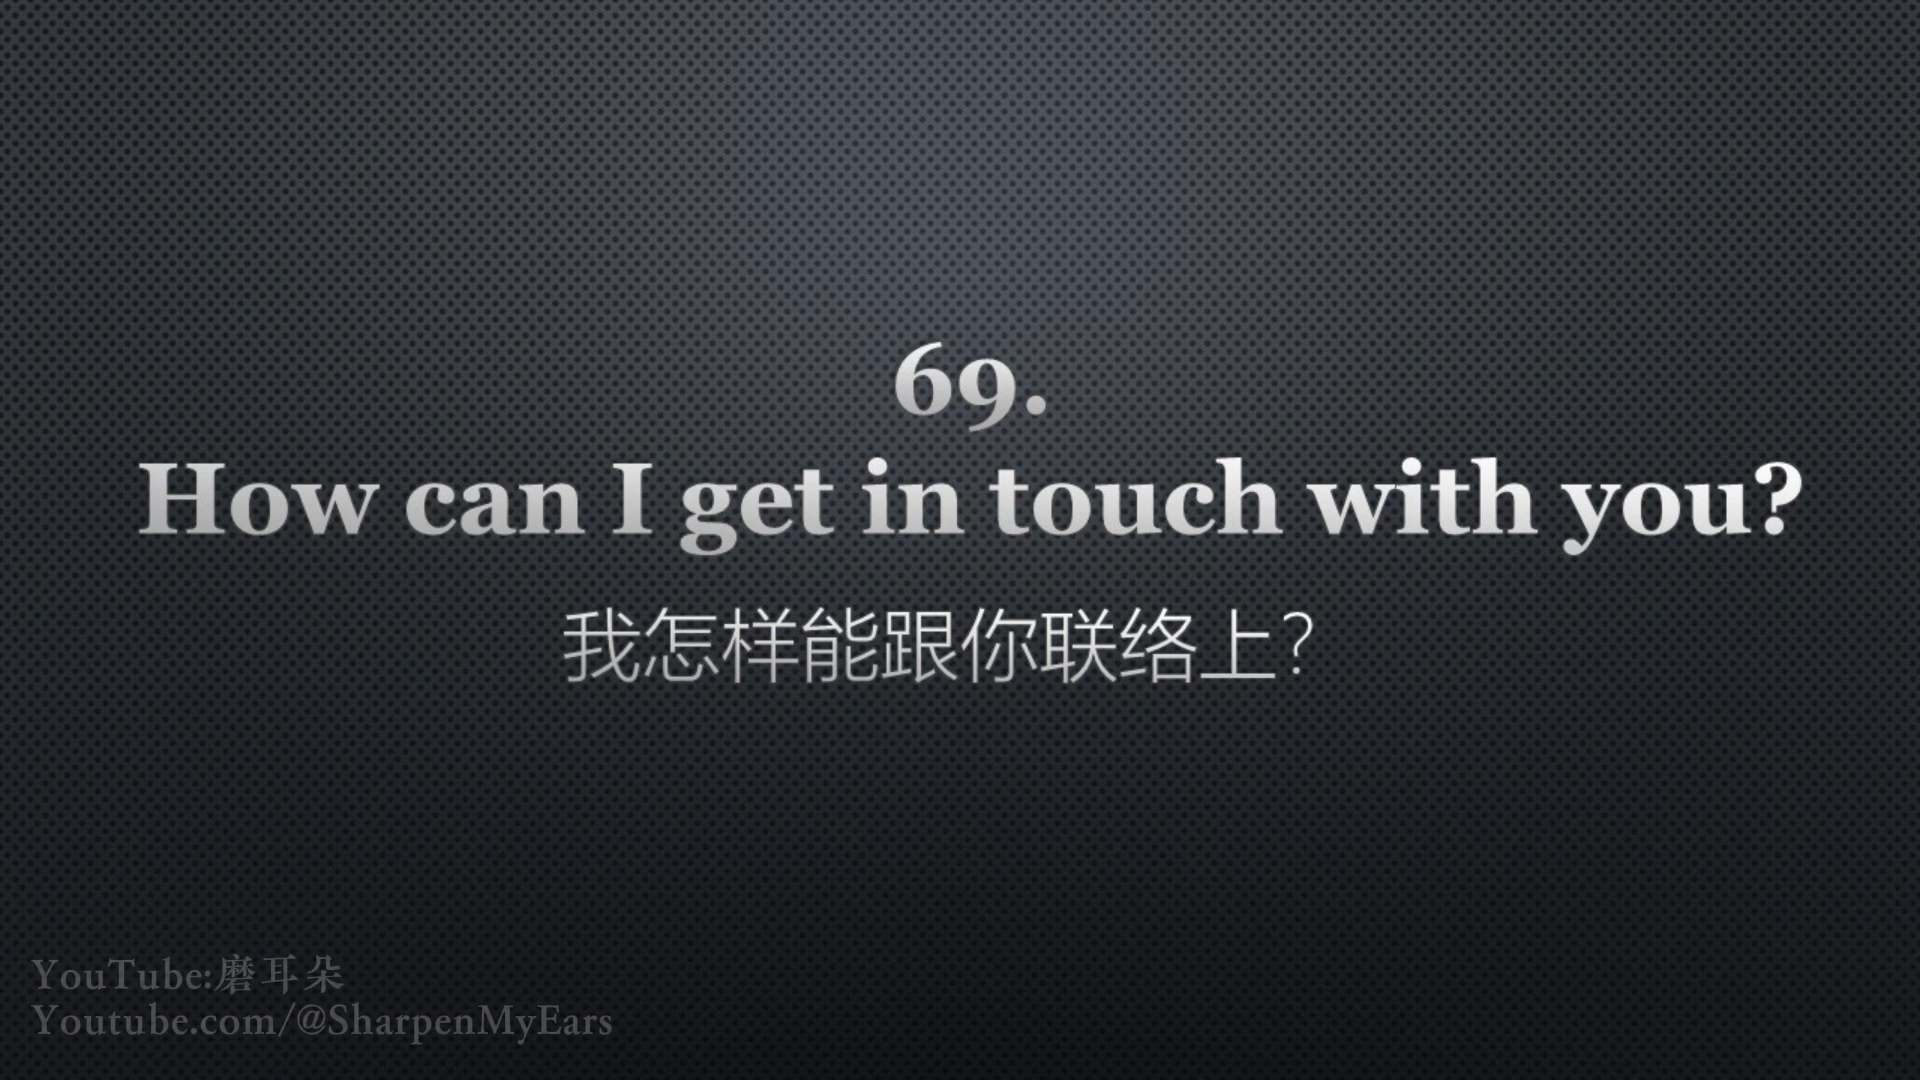 69.
How can I get in touch with you?
我怎样能跟你联络上?
YouTube:磨耳朵
Youtube.com/@SharpenMyEars